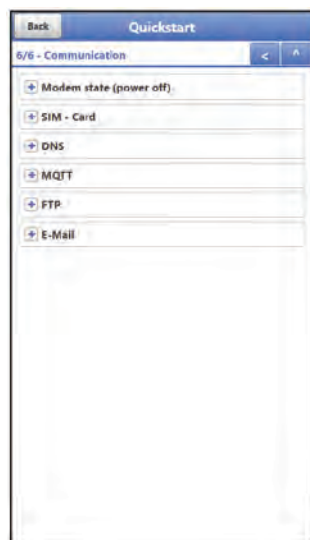 Back Quickstart
6/6 - Communication < ^
+ Modem state (power off)
+ SIM - Card
+ DNS
+ MQTT
+ FTP
+ E-Mail